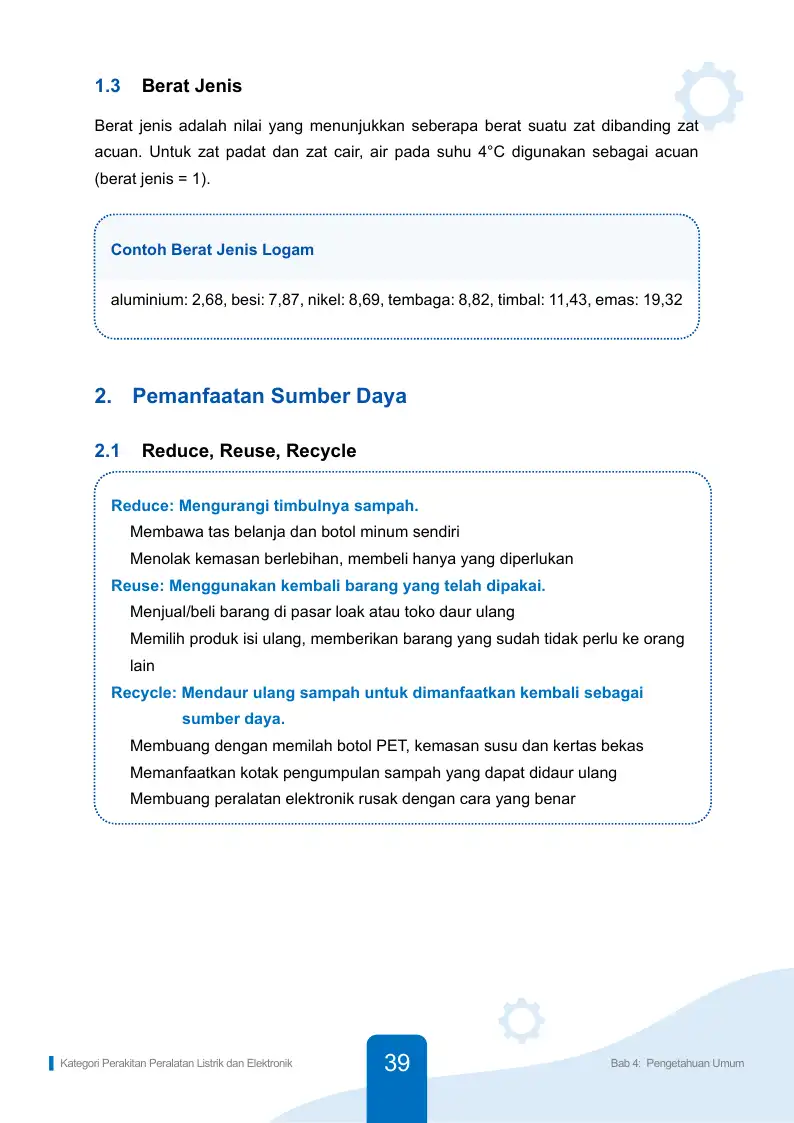 1.3 Berat Jenis
Berat jenis adalah nilai yang menunjukkan seberapa berat suatu zat dibanding zat
acuan. Untuk zat padat dan zat cair, air pada suhu 4°C digunakan sebagai acuan
(berat jenis = 1).
Contoh Berat Jenis Logam
aluminium: 2,68, besi: 7,87, nikel: 8,69, tembaga: 8,82, timbal: 11,43, emas: 19,32
2. Pemanfaatan Sumber Daya
2.1 Reduce, Reuse, Recycle
Reduce: Mengurangi timbulnya sampah.
Membawa tas belanja dan botol minum sendiri
Menolak kemasan berlebihan, membeli hanya yang diperlukan
Reuse: Menggunakan kembali barang yang telah dipakai.
Menjual/beli barang di pasar loak atau toko daur ulang
Memilih produk isi ulang, memberikan barang yang sudah tidak perlu ke orang
lain
Recycle: Mendaur ulang sampah untuk dimanfaatkan kembali sebagai
sumber daya.
Membuang dengan memilah botol PET, kemasan susu dan kertas bekas
Memanfaatkan kotak pengumpulan sampah yang dapat didaur ulang
Membuang peralatan elektronik rusak dengan cara yang benar
Kategori Perakitan Peralatan Listrik dan Elektronik
39
Bab 4: Pengetahuan Umum